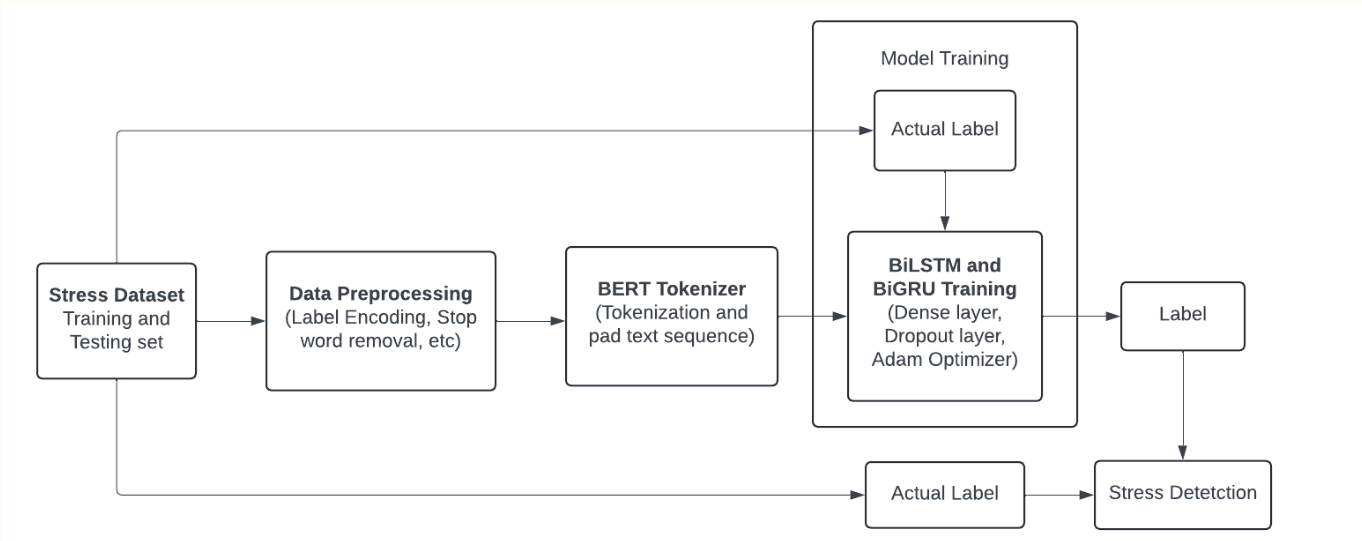 Model Training
Actual Label
Stress Dataset
Training and
Testing set
Data Preprocessing
(Label Encoding, Stop
word removal, etc)
BERT Tokenizer
(Tokenization and
pad text sequence)
BiLSTM and
BiGRU Training
(Dense layer,
Dropout layer,
Adam Optimizer)
Label
Actual Label
Stress Detetction